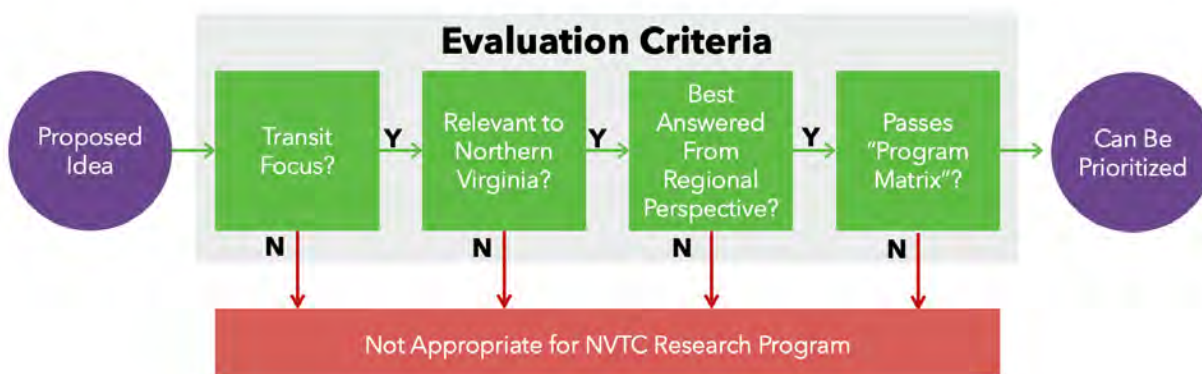 Evaluation Criteria
Proposed
Idea
Transit
Focus?
Y
Relevant to
Northern
Virginia?
Y
Best
Answered
From
Regional
Perspective?
Y
Passes
“Program
Matrix”?
Can Be
Prioritized
N
N
N
N
Not Appropriate for NVTC Research Program